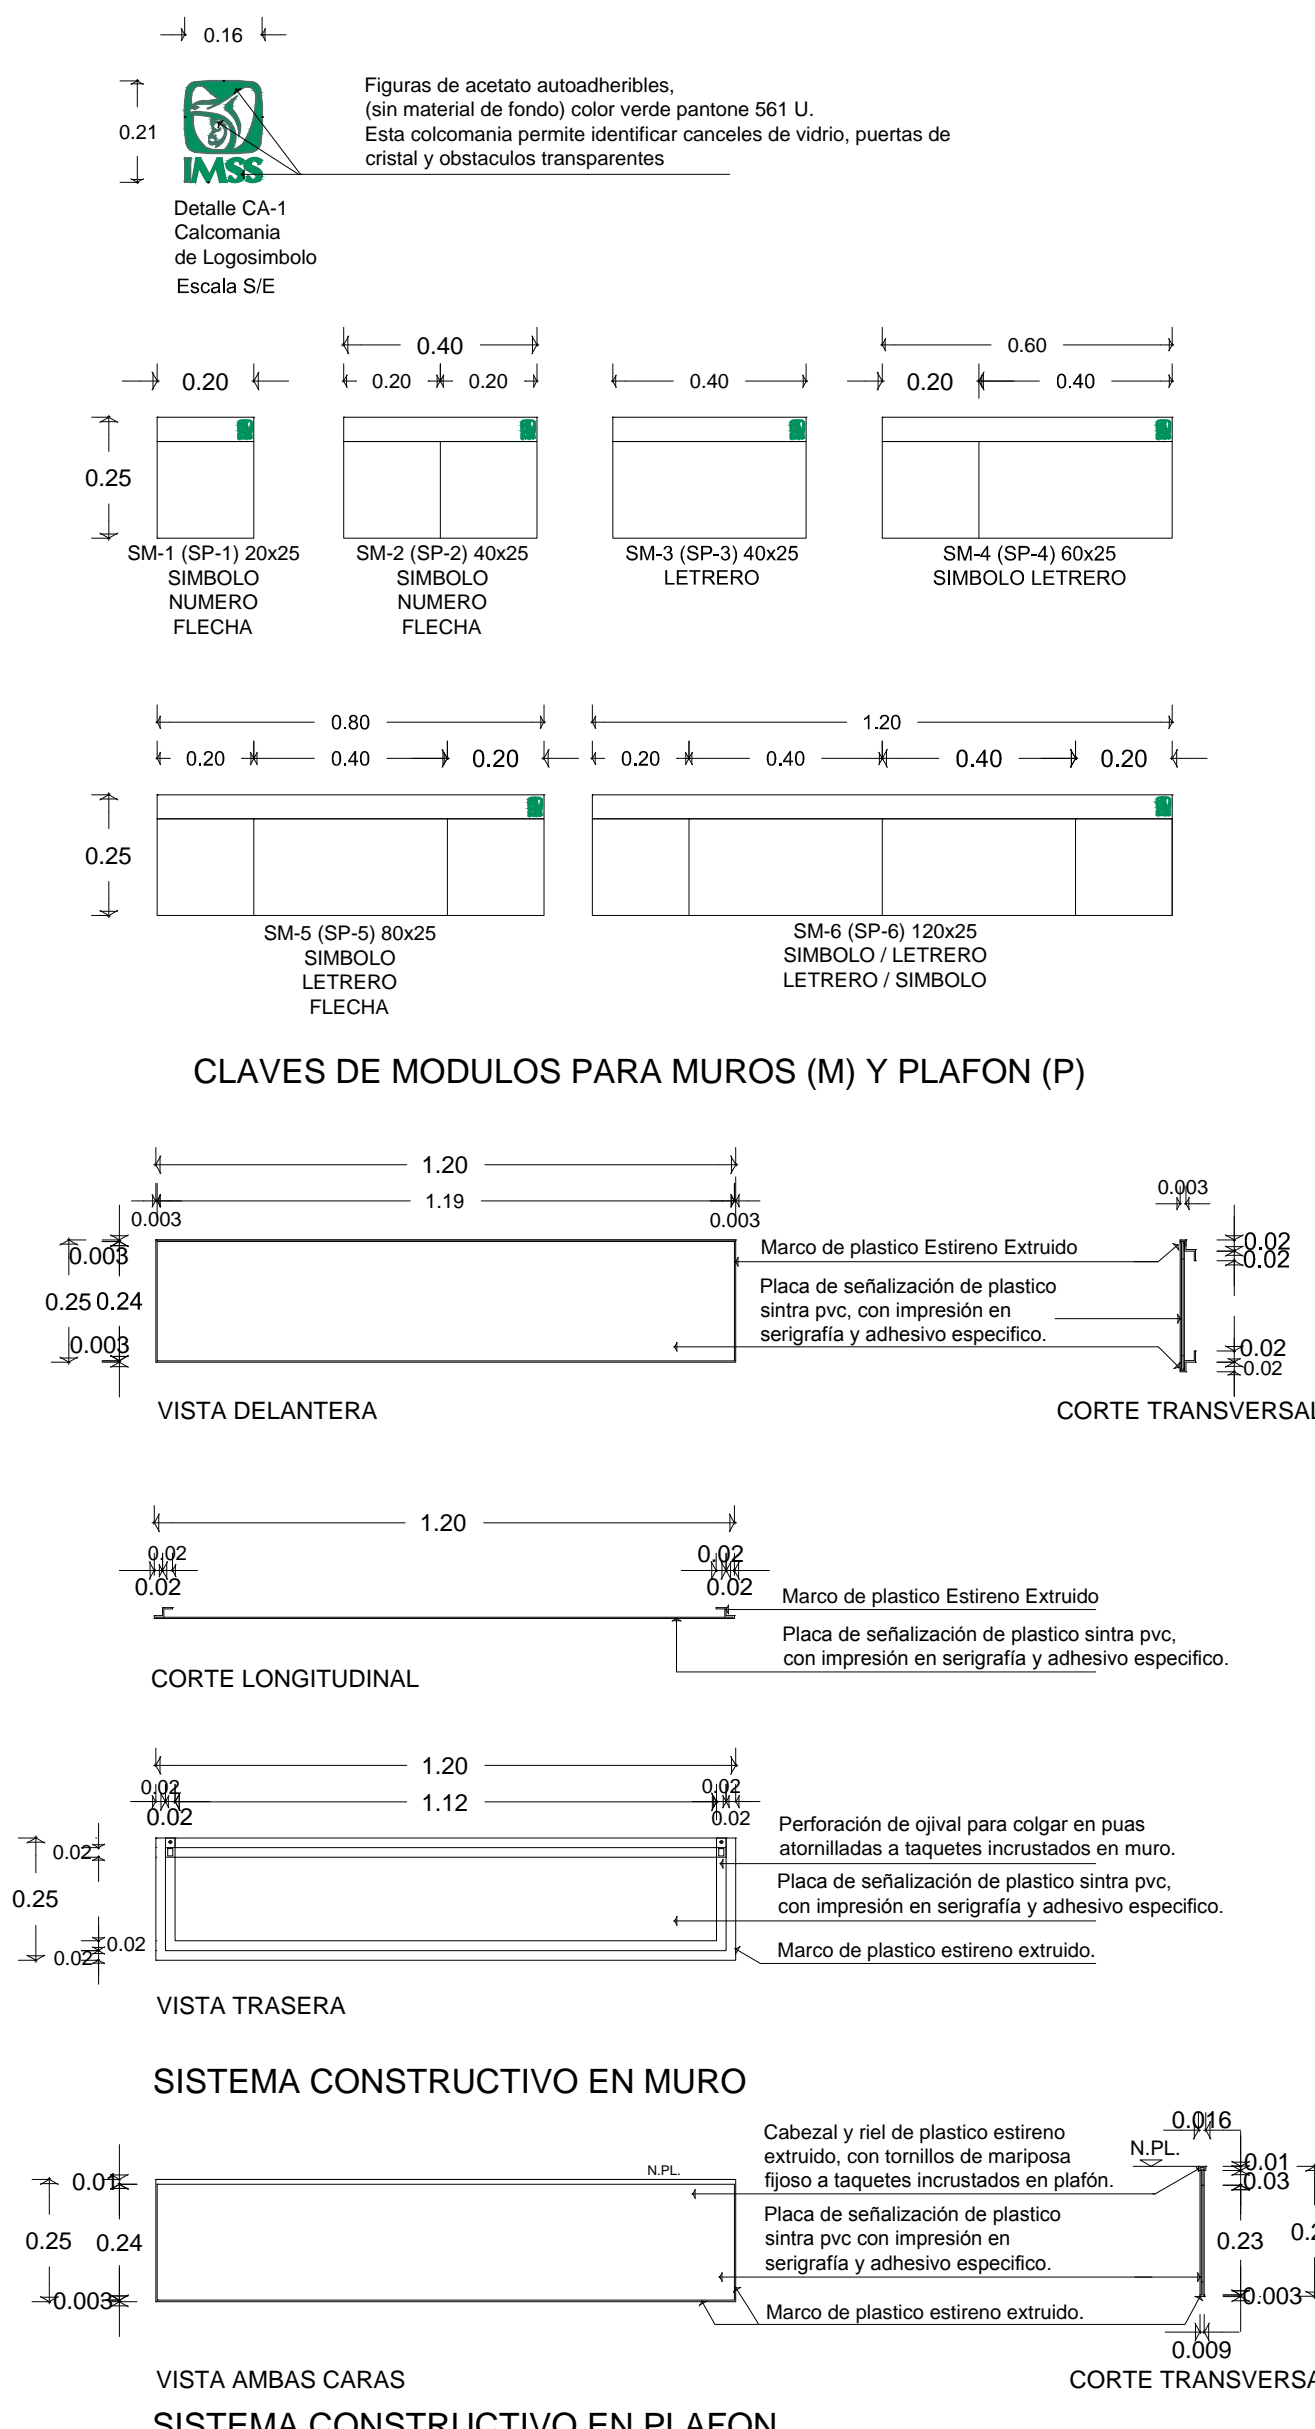 0.16
0.21
IMSS
Figuras de acetato autoadheribles,
(sin material de fondo) color verde pantone 561 U.
Esta colcomania permite identificar canceles de vidrio, puertas de
cristal y obstaculos transparentes
Detalle CA-1
Calcomania
de Logosimbolo
Escala S/E
0.40 0.60
0.20 0.20 0.20 0.40 0.20 0.40
0.25
SM-1 (SP-1) 20x25
SIMBOLO
NUMERO
FLECHA
SM-2 (SP-2) 40x25
SIMBOLO
NUMERO
FLECHA
SM-3 (SP-3) 40x25
LETRERO
SM-4 (SP-4) 60x25
SIMBOLO LETRERO
0.80 1.20
0.20 0.40 0.20 0.20 0.40 0.40 0.20
0.25
SM-5 (SP-5) 80x25
SIMBOLO
LETRERO
FLECHA
SM-6 (SP-6) 120x25
SIMBOLO / LETRERO
LETRERO / SIMBOLO
CLAVES DE MODULOS PARA MUROS (M) Y PLAFON (P)
1.20
1.19
0.003 0.003
0.003
0.25 0.24
0.003
Marco de plastico Estireno Extruido
Placa de señalización de plastico
sintra pvc, con impresión en
serigrafía y adhesivo especifico.
0.003
0.02
0.02
0.02
0.02
VISTA DELANTERA
CORTE TRANSVERSAL
1.20
0.02 0.02
0.02 0.02
Marco de plastico Estireno Extruido
Placa de señalización de plastico sintra pvc,
con impresión en serigrafía y adhesivo especifico.
CORTE LONGITUDINAL
1.20
0.02 1.12 0.02
0.02 0.02
0.02
0.25
0.02
0.02
Perforación de ojival para colgar en puas
atornilladas a taquetes incrustados en muro.
Placa de señalización de plastico sintra pvc,
con impresión en serigrafía y adhesivo especifico.
Marco de plastico estireno extruido.
VISTA TRASERA
SISTEMA CONSTRUCTIVO EN MURO
0.01
0.25 0.24
0.003
N.PL.
Cabezal y riel de plastico estireno
extruido, con tornillos de mariposa
fijoso a taquetes incrustados en plafón.
Placa de señalización de plastico
sintra pvc con impresión en
serigrafía y adhesivo especifico.
Marco de plastico estireno extruido.
0.016
N.PL.
0.01
0.03
0.23
0.003
0.009
VISTA AMBAS CARAS
CORTE TRANSVERSA
SISTEMA CONSTRUCTIVO EN PLAFON